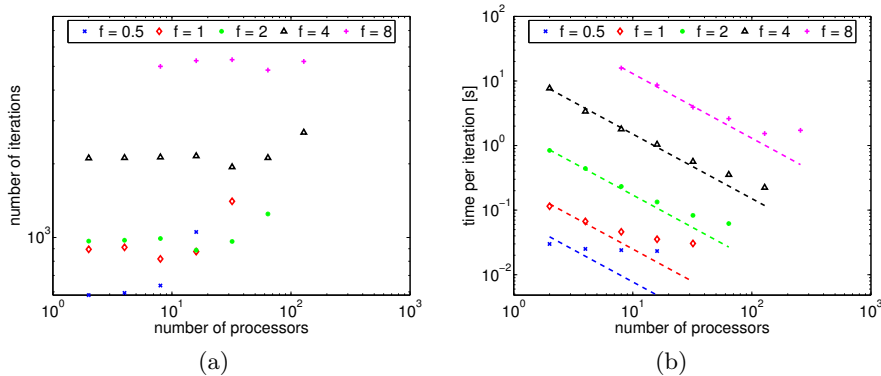 f = 0.5 f = 1 f = 2 f = 4 f = 8
number of iterations
10^3
10^0 10^1 10^2 10^3
number of processors
(a)
f = 0.5 f = 1 f = 2 f = 4 f = 8
time per iteration [s]
10^2
10^1
10^0
10^-1
10^-2
10^0 10^1 10^2 10^3
number of processors
(b)